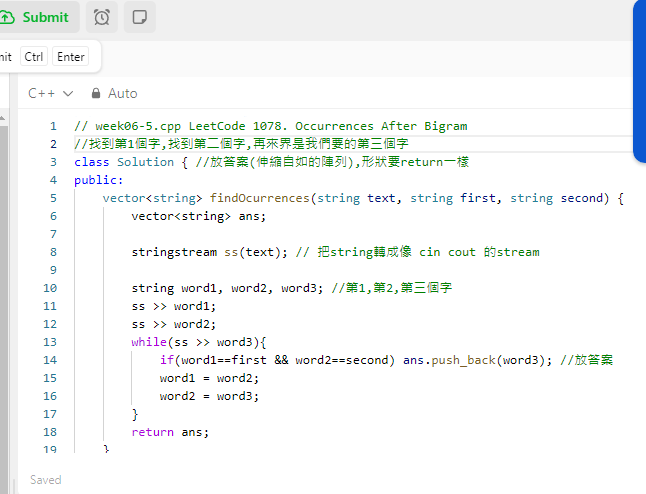 Submit
nit Ctrl Enter
C++ Auto
1 // week06-5.cpp LeetCode 1078. Occurrences After Bigram
2 //找到第1個字,找到第二個字,再來界是我們要的第三個字
3 class Solution { //放答案(伸縮自如的陣列),形狀要return一樣
4 public:
5 vector<string> findOcurrences(string text, string first, string second) {
6 vector<string> ans;
7
8 stringstream ss(text); // 把string轉成像 cin cout 的stream
9
10 string word1, word2, word3; //第1,第2,第三個字
11 ss >> word1;
12 ss >> word2;
13 while(ss >> word3){
14 if(word1==first && word2==second) ans.push_back(word3); //放答案
15 word1 = word2;
16 word2 = word3;
17 }
18 return ans;
19 }
Saved